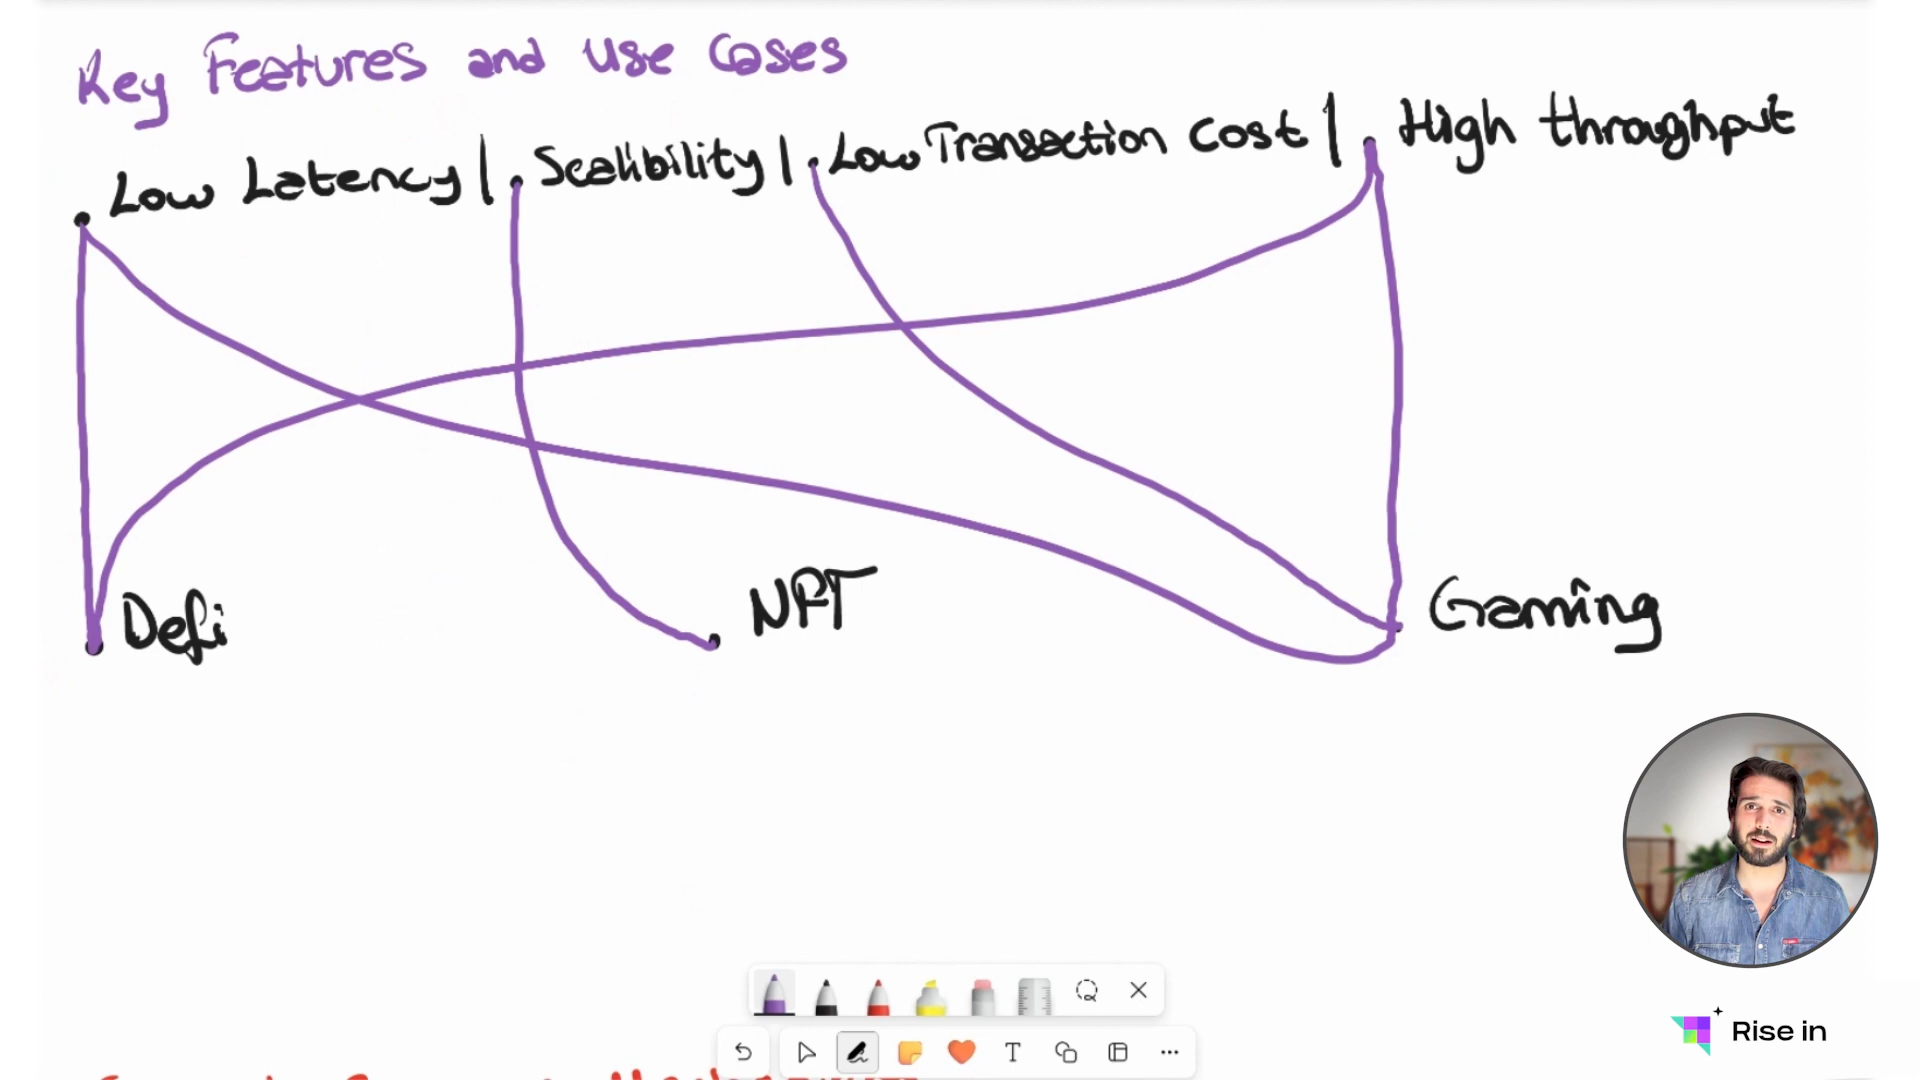 Key Features and Use Cases
Low Latency | Scalibility | Low Transaction Cost | High throughput
Defi NFT Gaming
T
Rise in